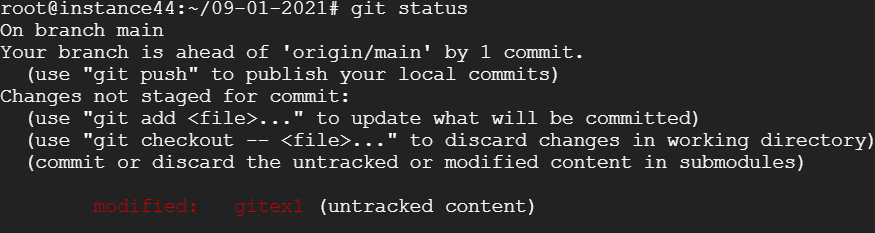 root@instance44:~/09-01-2021# git status
On branch main
Your branch is ahead of 'origin/main' by 1 commit.
  (use "git push" to publish your local commits)
Changes not staged for commit:
  (use "git add <file>..." to update what will be committed)
  (use "git checkout -- <file>..." to discard changes in working directory)
  (commit or discard the untracked or modified content in submodules)
        modified:   gitex1 (untracked content)